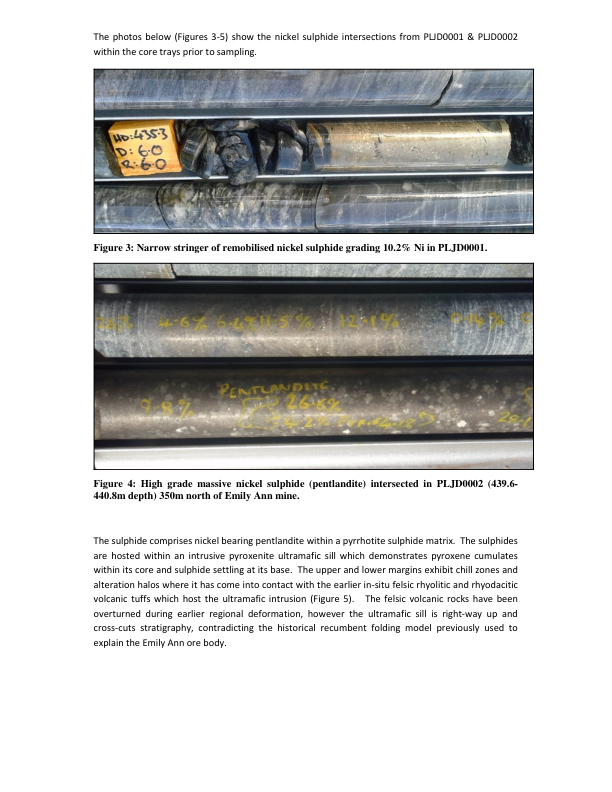 The photos below (Figures 3-5) show the nickel sulphide intersections from PLJD0001 & PLJD0002
within the core trays prior to sampling.
HO:435.3
D: 6.0
R: 6.0
Figure 3: Narrow stringer of remobilised nickel sulphide grading 10.2% Ni in PLJD0001.
4.6% 6.2% 11.5% 12.1%
PENTLANDITE
9.8% 26.6%
Figure 4: High grade massive nickel sulphide (pentlandite) intersected in PLJD0002 (439.6-
440.8m depth) 350m north of Emily Ann mine.
The sulphide comprises nickel bearing pentlandite within a pyrrhotite sulphide matrix. The sulphides
are hosted within an intrusive pyroxenite ultramafic sill which demonstrates pyroxene cumulates
within its core and sulphide settling at its base. The upper and lower margins exhibit chill zones and
alteration halos where it has come into contact with the earlier in-situ felsic rhyolitic and rhyodacitic
volcanic tuffs which host the ultramafic intrusion (Figure 5). The felsic volcanic rocks have been
overturned during earlier regional deformation, however the ultramafic sill is right-way up and
cross-cuts stratigraphy, contradicting the historical recumbent folding model previously used to
explain the Emily Ann ore body.